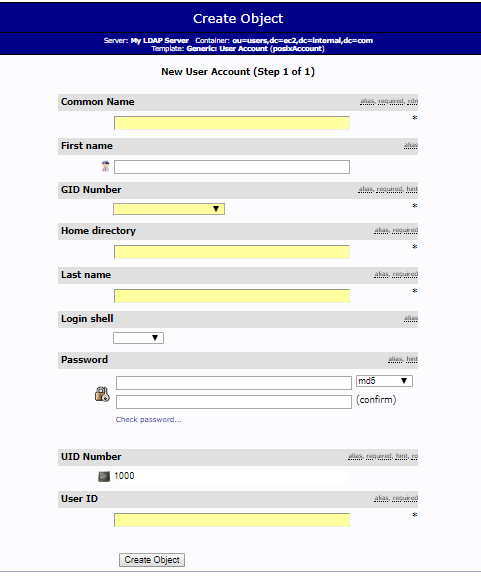 Create Object
Server: My LDAP Server Container: ou=users,dc=ec2,dc=internal,dc=com
Template: Generic: User Account (posixAccount)
New User Account (Step 1 of 1)
Common Name alias, required, rdn
*
First name alias
GID Number alias, required, hint
*
Home directory alias, required
*
Last name alias, required
*
Login shell alias
Password alias, hint
md5
(confirm)
Check password...
UID Number alias, required, hint, ro
1000
User ID alias, required
*
Create Object